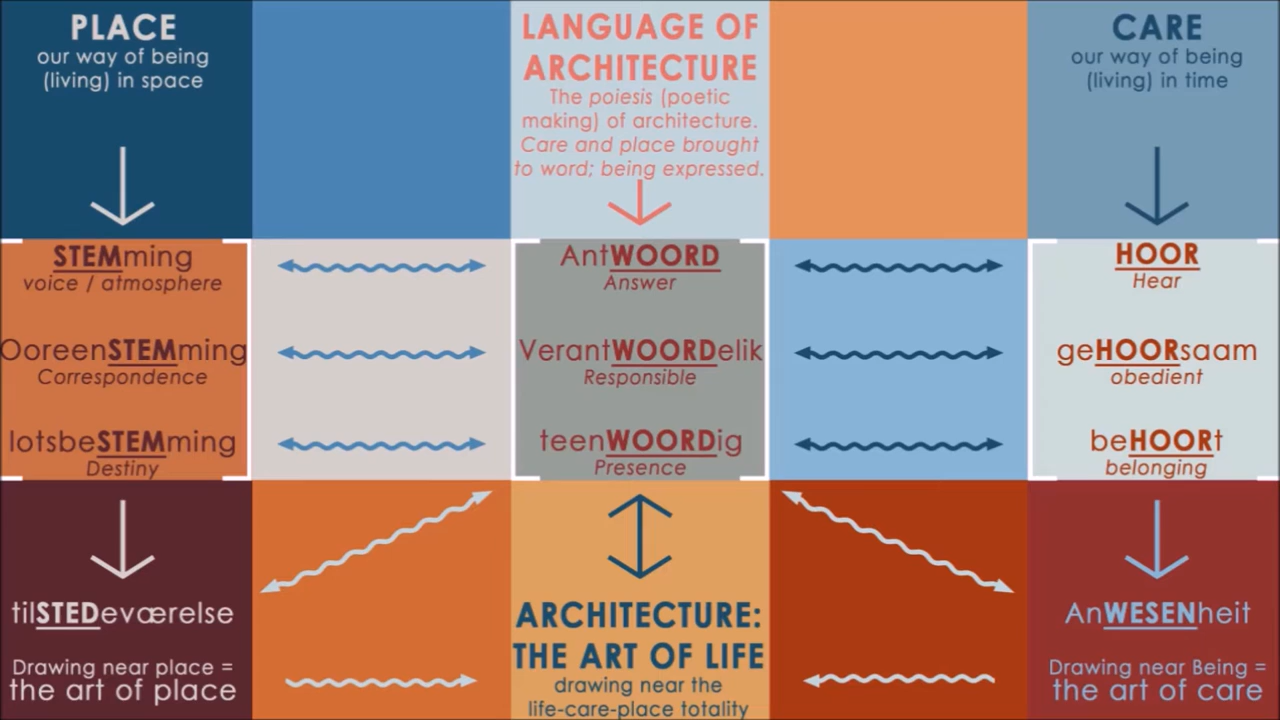 PLACE
our way of being
(living) in space
LANGUAGE OF
ARCHITECTURE
The poiesis (poetic
making) of architecture.
Care and place brought
to word; being expressed.
CARE
our way of being
(living) in time
STEMming
voice / atmosphere
OoreenSTEMming
Correspondence
lotsbeSTEMming
Destiny
AntWOORD
Answer
VerantWOORDelik
Responsible
teenWOORDig
Presence
HOOR
Hear
geHOORsaam
obedient
beHOORt
belonging
tilSTEDeværelse
Drawing near place =
the art of place
ARCHITECTURE:
THE ART OF LIFE
drawing near the
life-care-place totality
AnWESENheit
Drawing near Being =
the art of care